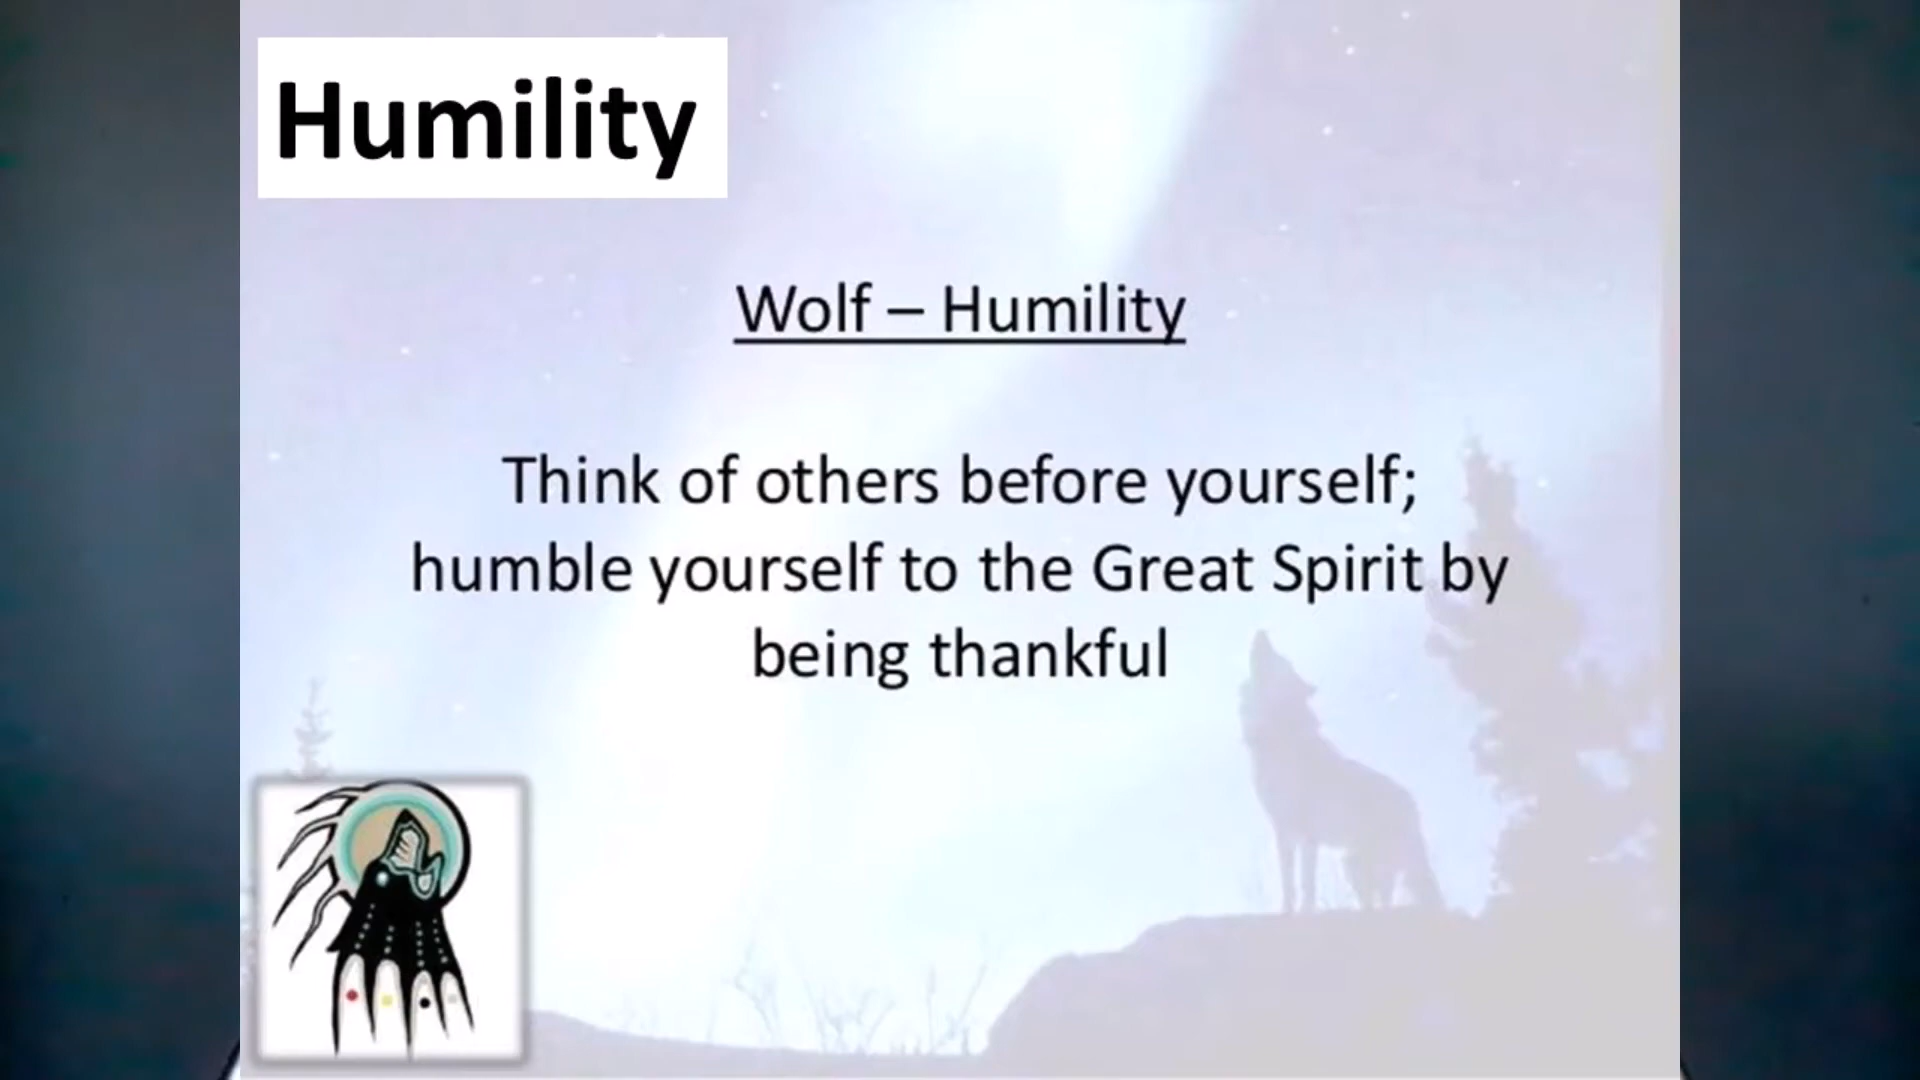 Humility
Wolf – Humility
Think of others before yourself;
humble yourself to the Great Spirit by
being thankful